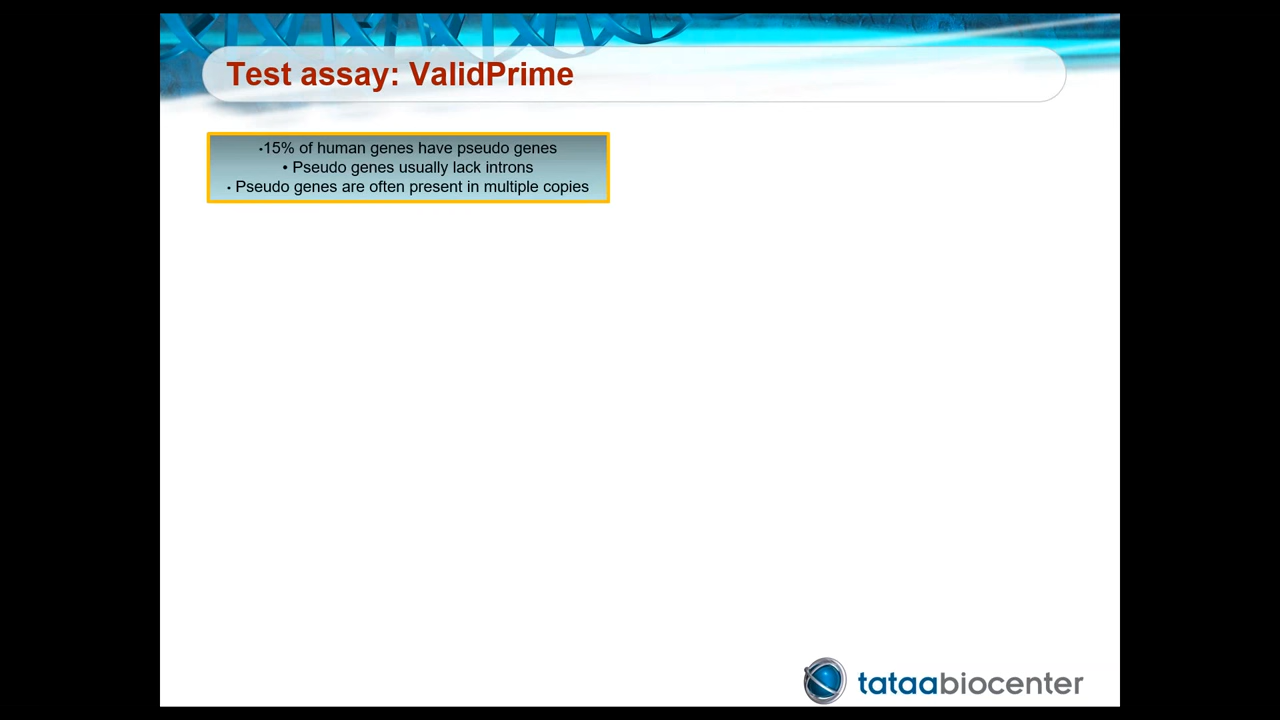 Test assay: ValidPrime
•15% of human genes have pseudo genes
• Pseudo genes usually lack introns
• Pseudo genes are often present in multiple copies
tataabiocenter